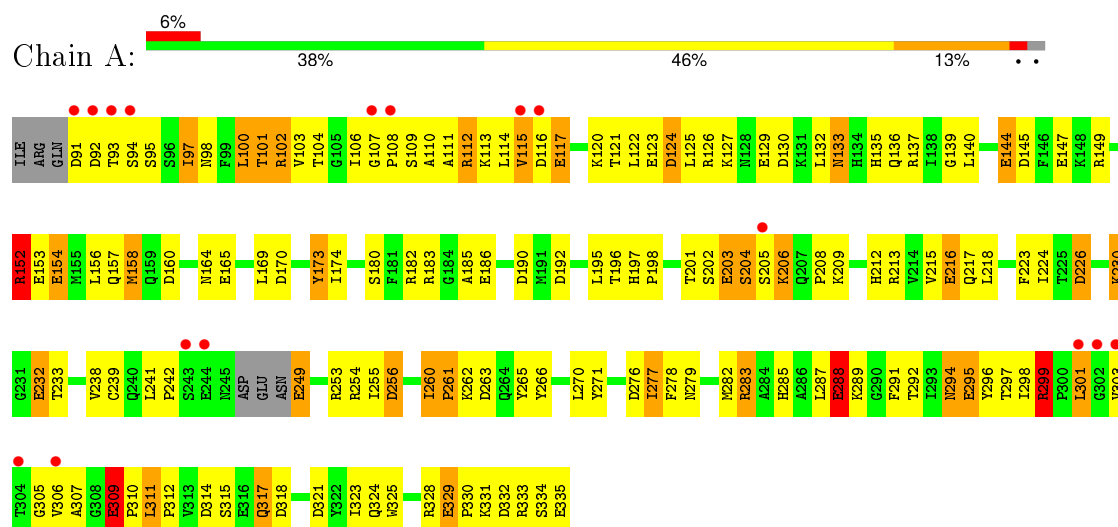 6%
Chain A:
38% 46% 13%
ILE ARG GLN D91 D92 T93 S94 S95 S96 I97 N98 F99 L100 T101 R102 V103 T104 G105 I106 G107 P108 S109 A110 A111 R112 K113 L114 V115 D116 E117 K120 T121 L122 E123 D124 L125 R126 K127 N128 E129 D130 K131 L132 N133 H134 H135 Q136 R137 I138 G139 L140 E144 D145 F146 E147 K148 R149
R152 E153 E154 M155 L156 Q157 M158 Q159 D160 N164 E165 L169 D170 Y173 I174 S180 F181 R182 R183 G184 A185 E186 D190 M191 D192 L195 T196 H197 P198 T201 S202 E203 S204 S205 K206 Q207 P208 K209 H212 R213 V214 V215 E216 Q217 L218 F223 I224 T225 D226 K230
G231 E232 T233 V238 C239 Q240 L241 P242 S243 E244 N245 ASP GLU ASN E249 R253 R254 I255 D256 I260 P261 K262 D263 Q264 Y265 Y266 L270 Y271 D276 I277 F278 N279 M282 R283 A284 H285 A286 L287 E288 K289 G290 F291 T292 I293 N294 E295 Y296 T297 I298 R299 P300 L301 G302 V303
T304 G305 V306 A307 G308 E309 P310 L311 P312 V313 D314 S315 E316 Q317 D318 D321 Y322 I323 Q324 W325 R328 E329 P330 K331 D332 R333 S334 E335